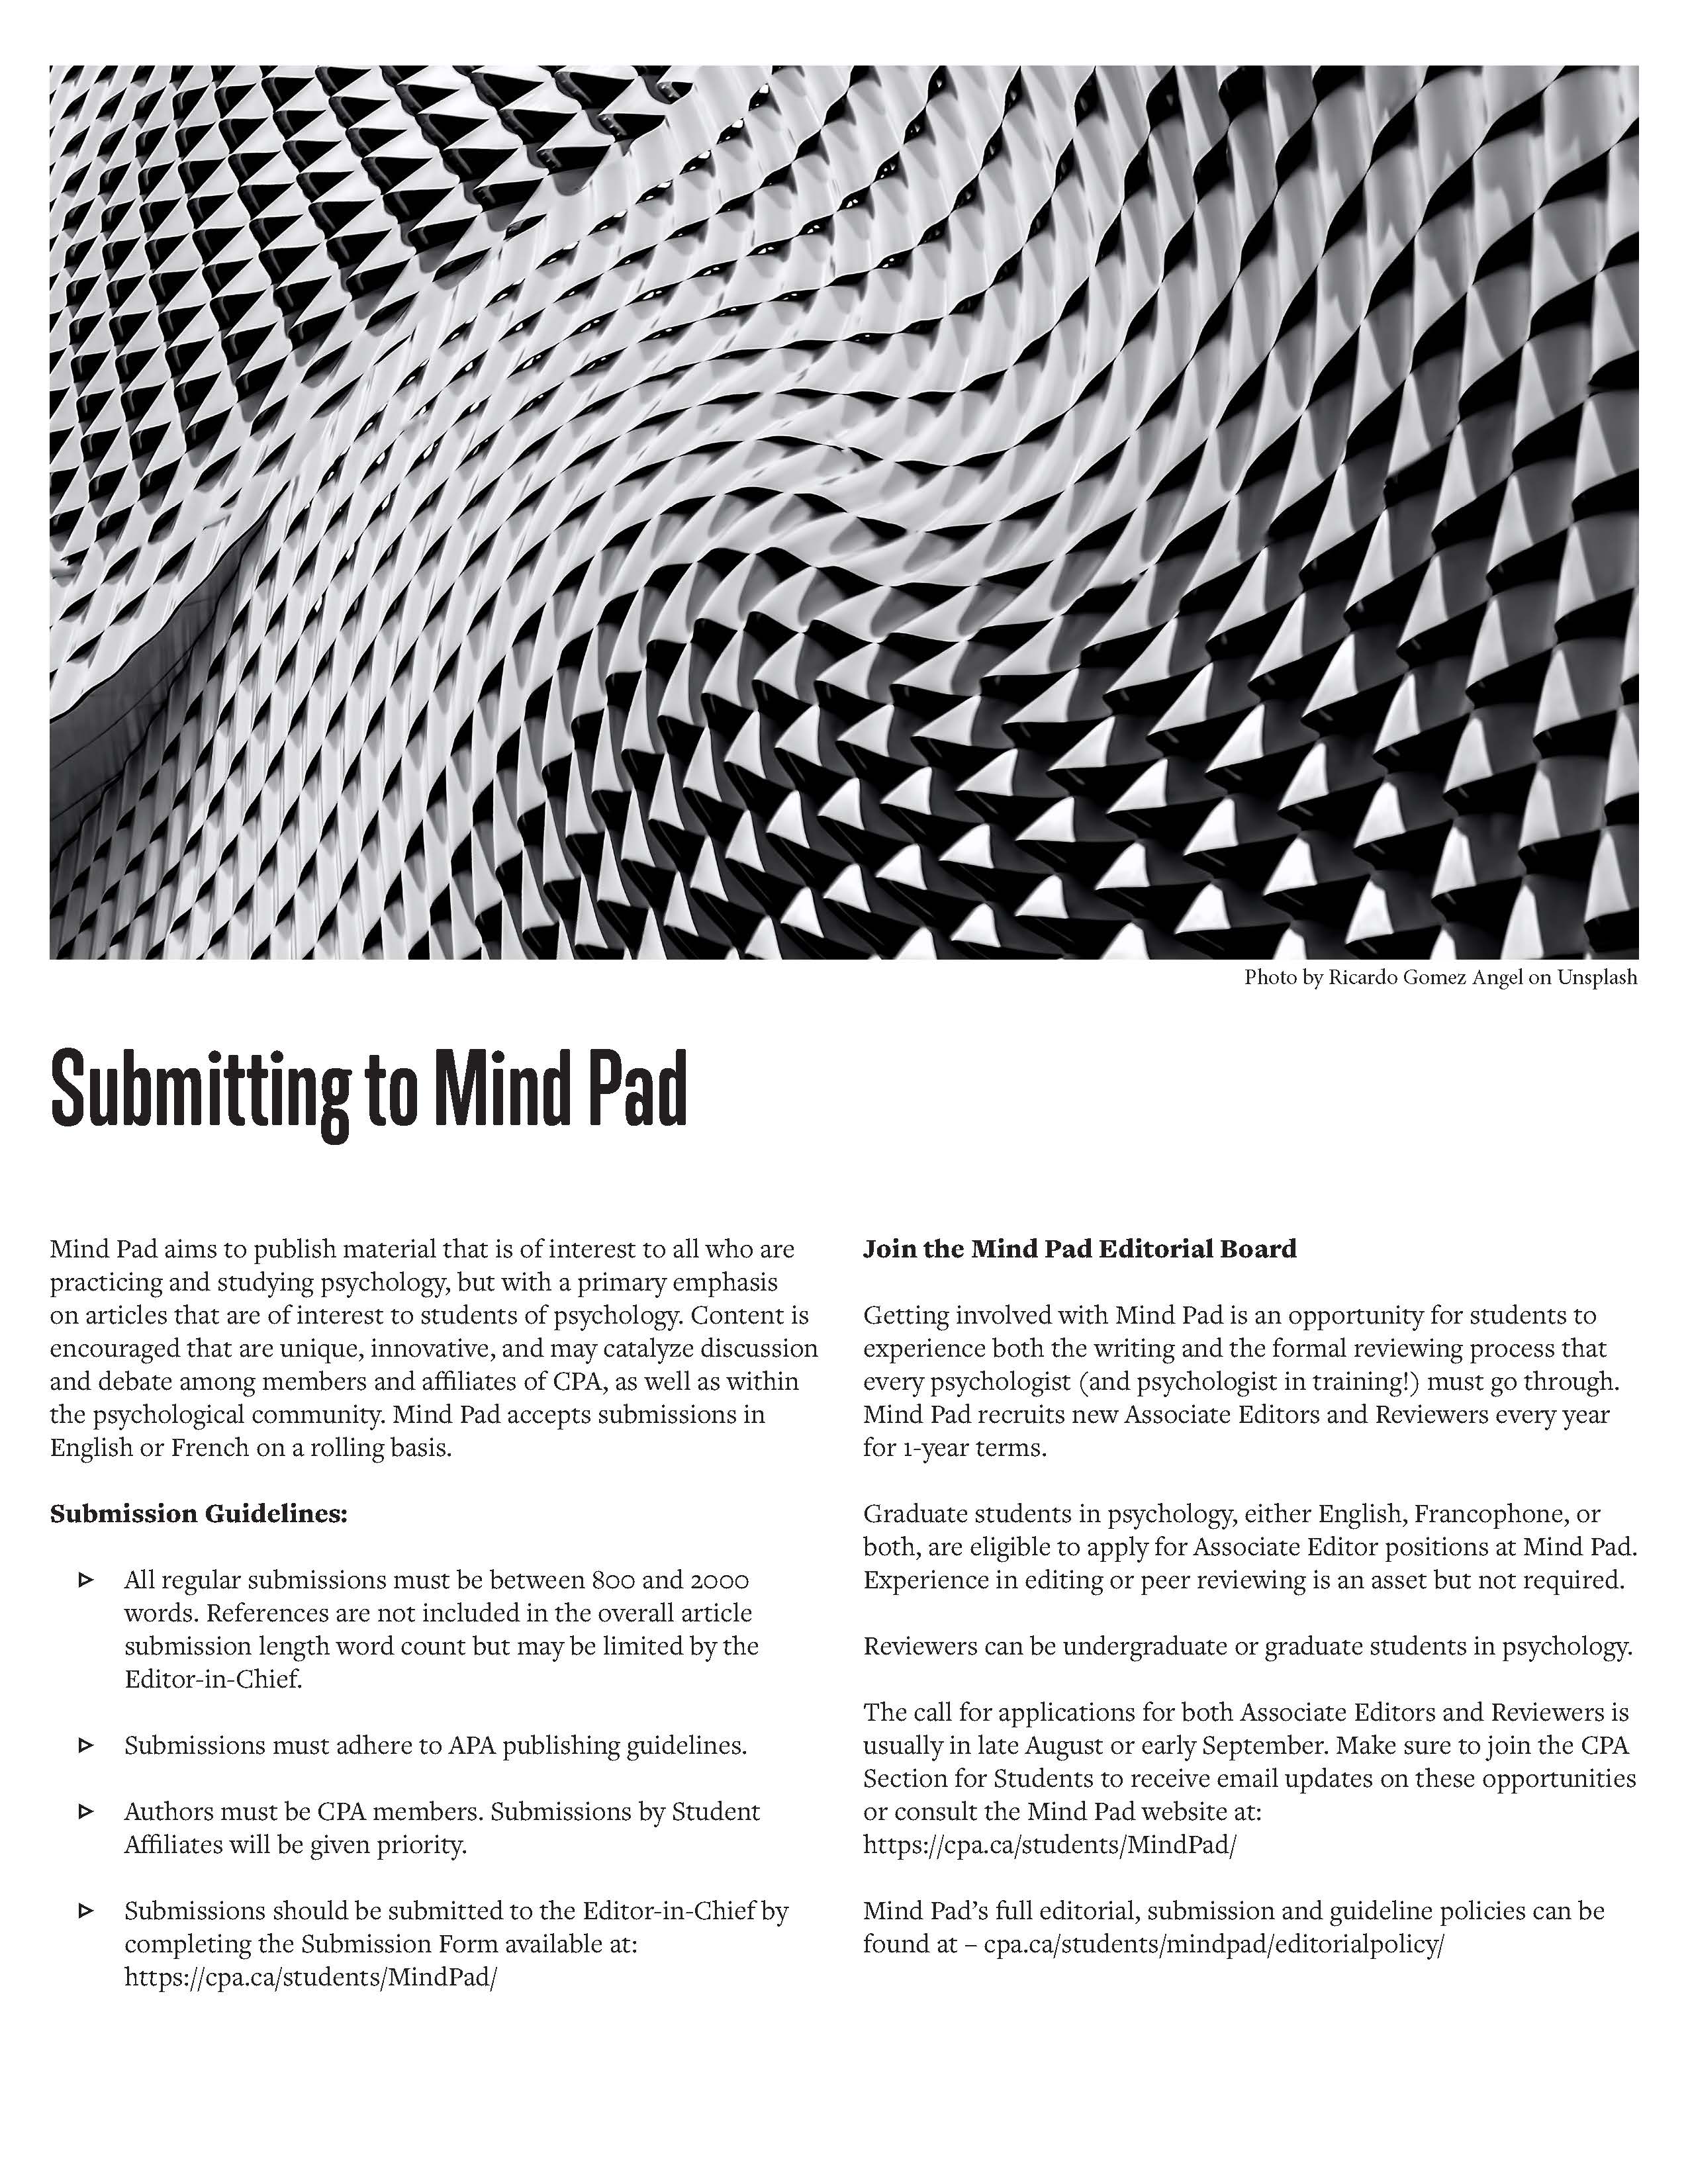 Photo by Ricardo Gomez Angel on Unsplash
Submitting to Mind Pad
Mind Pad aims to publish material that is of interest to all who are
practicing and studying psychology, but with a primary emphasis
on articles that are of interest to students of psychology. Content is
encouraged that are unique, innovative, and may catalyze discussion
and debate among members and affiliates of CPA, as well as within
the psychological community. Mind Pad accepts submissions in
English or French on a rolling basis.
Submission Guidelines:
▷ All regular submissions must be between 800 and 2000
words. References are not included in the overall article
submission length word count but may be limited by the
Editor-in-Chief.
▷ Submissions must adhere to APA publishing guidelines.
▷ Authors must be CPA members. Submissions by Student
Affiliates will be given priority.
▷ Submissions should be submitted to the Editor-in-Chief by
completing the Submission Form available at:
https://cpa.ca/students/MindPad/
Join the Mind Pad Editorial Board
Getting involved with Mind Pad is an opportunity for students to
experience both the writing and the formal reviewing process that
every psychologist (and psychologist in training!) must go through.
Mind Pad recruits new Associate Editors and Reviewers every year
for 1-year terms.
Graduate students in psychology, either English, Francophone, or
both, are eligible to apply for Associate Editor positions at Mind Pad.
Experience in editing or peer reviewing is an asset but not required.
Reviewers can be undergraduate or graduate students in psychology.
The call for applications for both Associate Editors and Reviewers is
usually in late August or early September. Make sure to join the CPA
Section for Students to receive email updates on these opportunities
or consult the Mind Pad website at:
https://cpa.ca/students/MindPad/
Mind Pad’s full editorial, submission and guideline policies can be
found at – cpa.ca/students/mindpad/editorialpolicy/